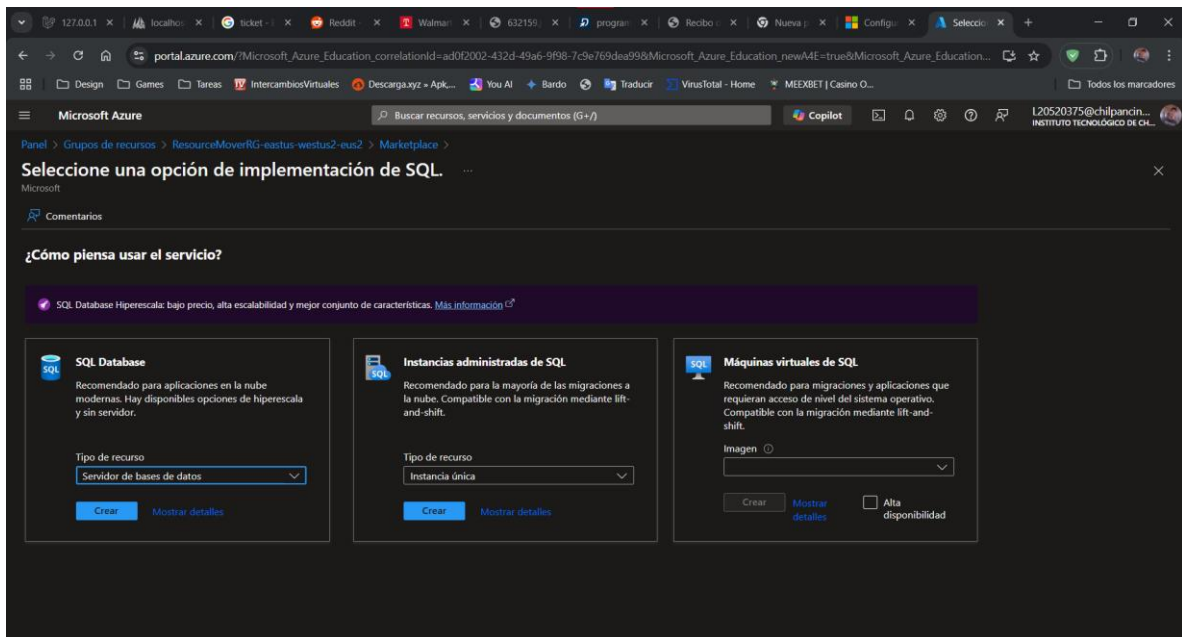 127.0.0.1
localhos
ticket - l
Reddit -
Walmar
632159.
program
Recibo c
Nueva p
Configu
Seleccio
portal.azure.com/?Microsoft_Azure_Education_correlationId=ad0f2002-432d-49a6-9f98-7c9e769dea99&Microsoft_Azure_Education_newA4E=true&Microsoft_Azure_Education...
Design
Games
Tareas
IntercambiosVirtuales
Descarga.xyz » Apk,...
You AI
Bardo
Traducir
VirusTotal - Home
MEEXBET | Casino O...
Todos los marcadores
Microsoft Azure
Buscar recursos, servicios y documentos (G+/)
Copilot
L20520375@chilpancin...
INSTITUTO TECNOLÓGICO DE CH...
Panel > Grupos de recursos > ResourceMoverRG-eastus-westus2-eus2 > Marketplace >
Seleccione una opción de implementación de SQL. ...
Microsoft
Comentarios
¿Cómo piensa usar el servicio?
SQL Database Hiperescala: bajo precio, alta escalabilidad y mejor conjunto de características. Más información
SQL
SQL Database
Recomendado para aplicaciones en la nube
modernas. Hay disponibles opciones de hiperescala
y sin servidor.
Tipo de recurso
Servidor de bases de datos
Crear
Mostrar detalles
SQL
Instancias administradas de SQL
Recomendado para la mayoría de las migraciones a
la nube. Compatible con la migración mediante lift-
and-shift.
Tipo de recurso
Instancia única
Crear
Mostrar detalles
SQL
Máquinas virtuales de SQL
Recomendado para migraciones y aplicaciones que
requieran acceso de nivel del sistema operativo.
Compatible con la migración mediante lift-and-
shift.
Imagen
Crear
Mostrar
detalles
Alta
disponibilidad